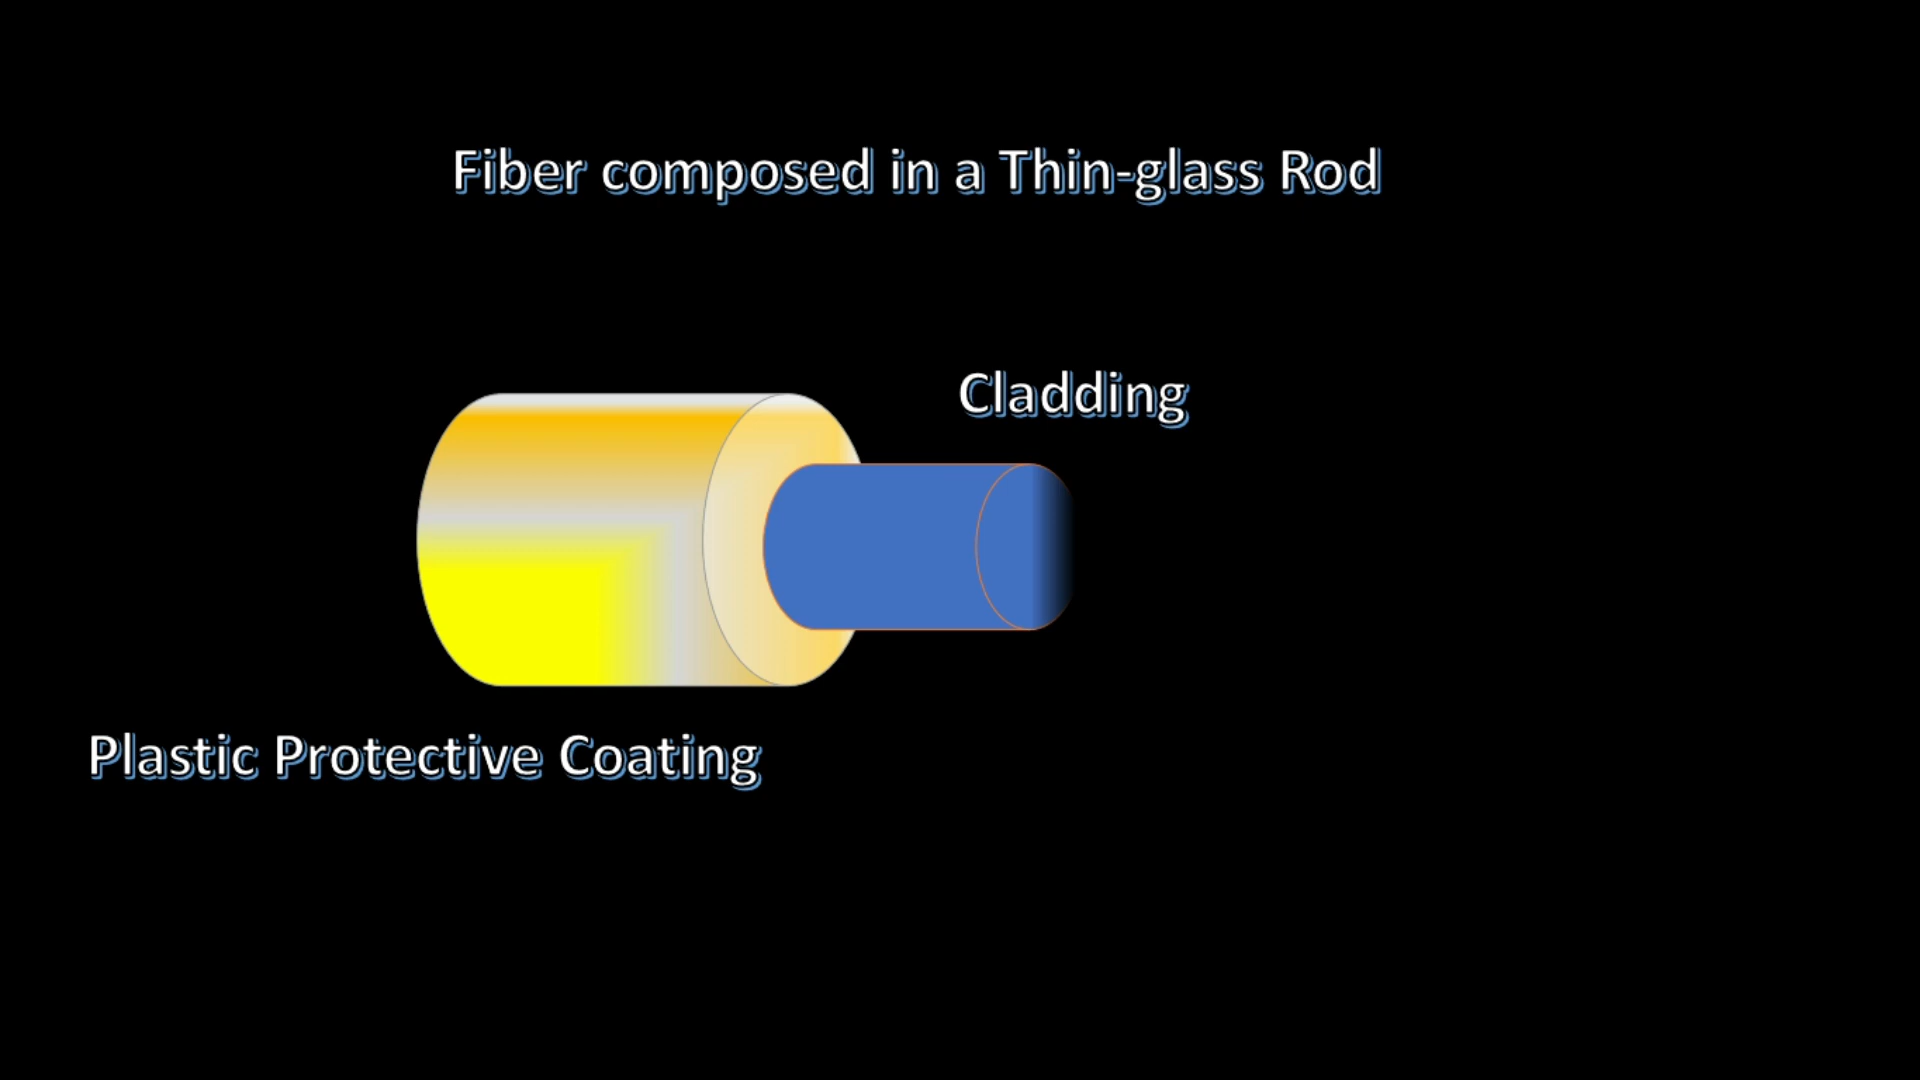 Fiber composed in a Thin-glass Rod
Cladding
Plastic Protective Coating